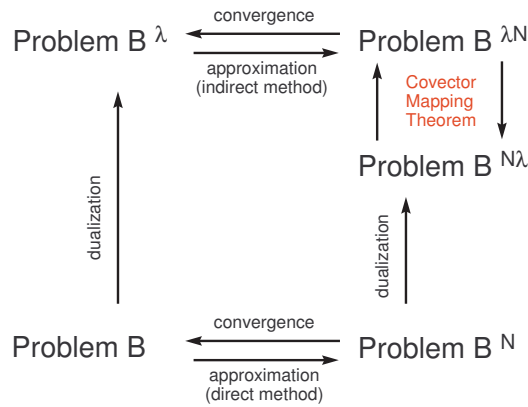 convergence
Problem B λ
Problem B λN
approximation
(indirect method)
Covector
Mapping
Theorem
Problem B Nλ
dualization
dualization
convergence
Problem B
Problem B N
approximation
(direct method)